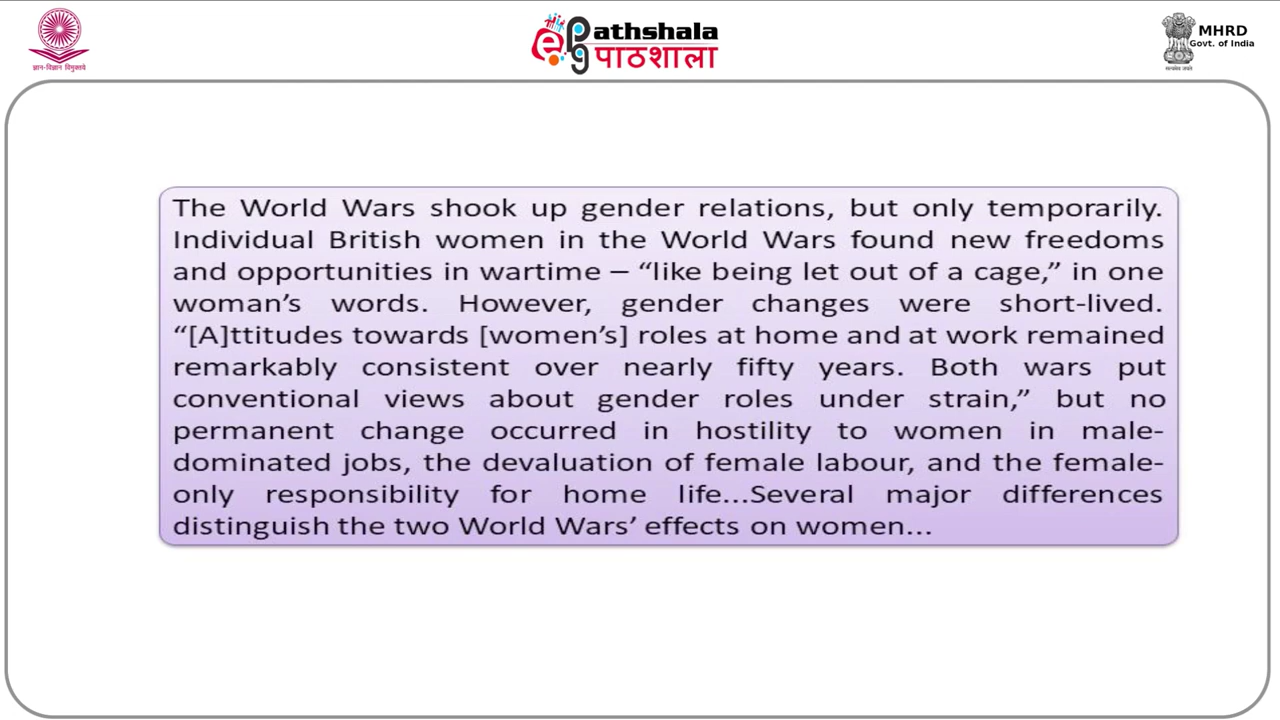 ज्ञान-विज्ञान विमुक्तये
epgathshala
पाठशाला
सत्यमेव जयते
MHRD
Govt. of India
The World Wars shook up gender relations, but only temporarily.
Individual British women in the World Wars found new freedoms
and opportunities in wartime – “like being let out of a cage,” in one
woman’s words. However, gender changes were short-lived.
“[A]ttitudes towards [women’s] roles at home and at work remained
remarkably consistent over nearly fifty years. Both wars put
conventional views about gender roles under strain,” but no
permanent change occurred in hostility to women in male-
dominated jobs, the devaluation of female labour, and the female-
only responsibility for home life...Several major differences
distinguish the two World Wars’ effects on women...